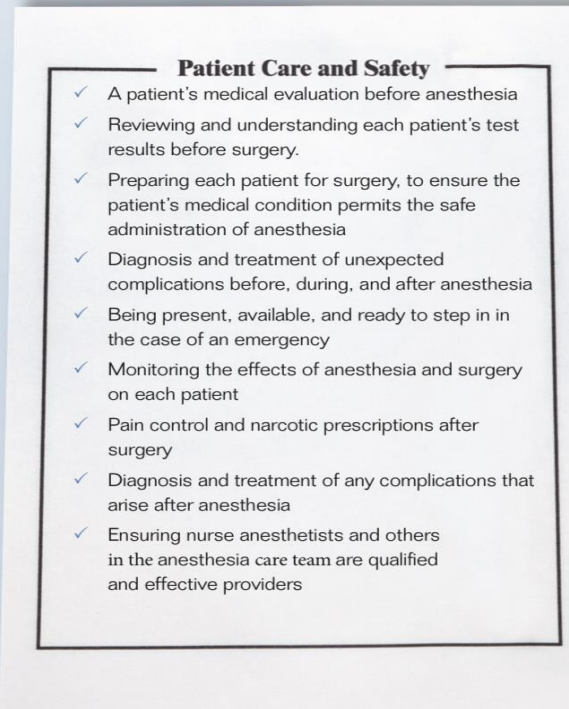 Patient Care and Safety
✓ A patient's medical evaluation before anesthesia
✓ Reviewing and understanding each patient's test
results before surgery.
✓ Preparing each patient for surgery, to ensure the
patient's medical condition permits the safe
administration of anesthesia
✓ Diagnosis and treatment of unexpected
complications before, during, and after anesthesia
✓ Being present, available, and ready to step in in
the case of an emergency
✓ Monitoring the effects of anesthesia and surgery
on each patient
✓ Pain control and narcotic prescriptions after
surgery
✓ Diagnosis and treatment of any complications that
arise after anesthesia
✓ Ensuring nurse anesthetists and others
in the anesthesia care team are qualified
and effective providers